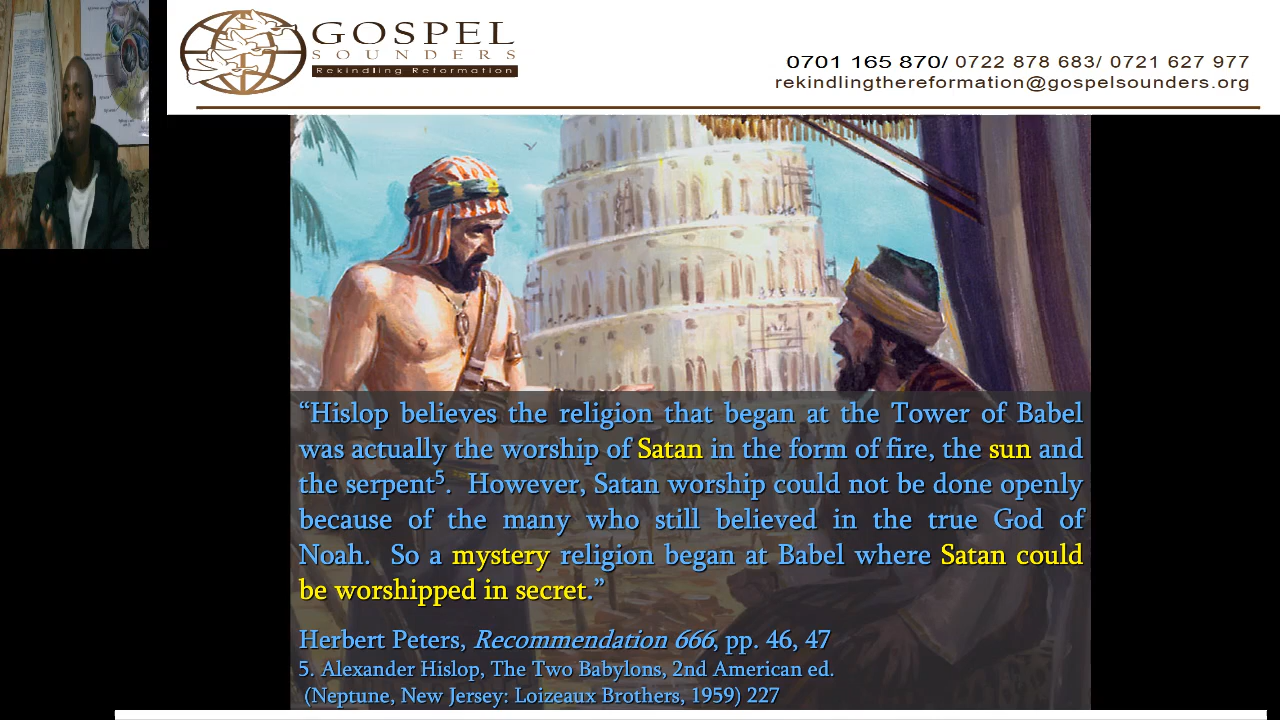 GOSPEL
SOUNDERS
Rekindling Reformation
0701 165 870/ 0722 878 683/ 0721 627 977
rekindlingthereformation@gospelsounders.org
“Hislop believes the religion that began at the Tower of Babel
was actually the worship of Satan in the form of fire, the sun and
the serpent⁵. However, Satan worship could not be done openly
because of the many who still believed in the true God of
Noah. So a mystery religion began at Babel where Satan could
be worshipped in secret.”
Herbert Peters, Recommendation 666, pp. 46, 47
5. Alexander Hislop, The Two Babylons, 2nd American ed.
(Neptune, New Jersey: Loizeaux Brothers, 1959) 227